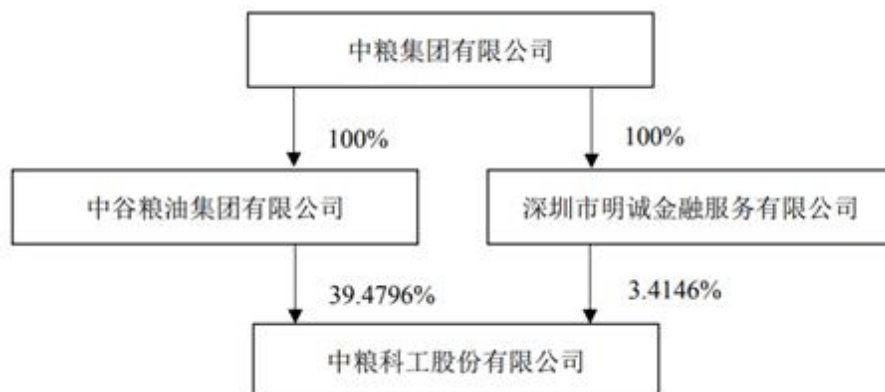 中粮集团有限公司
100%
100%
中谷粮油集团有限公司
深圳市明诚金融服务有限公司
39.4796%
3.4146%
中粮科工股份有限公司